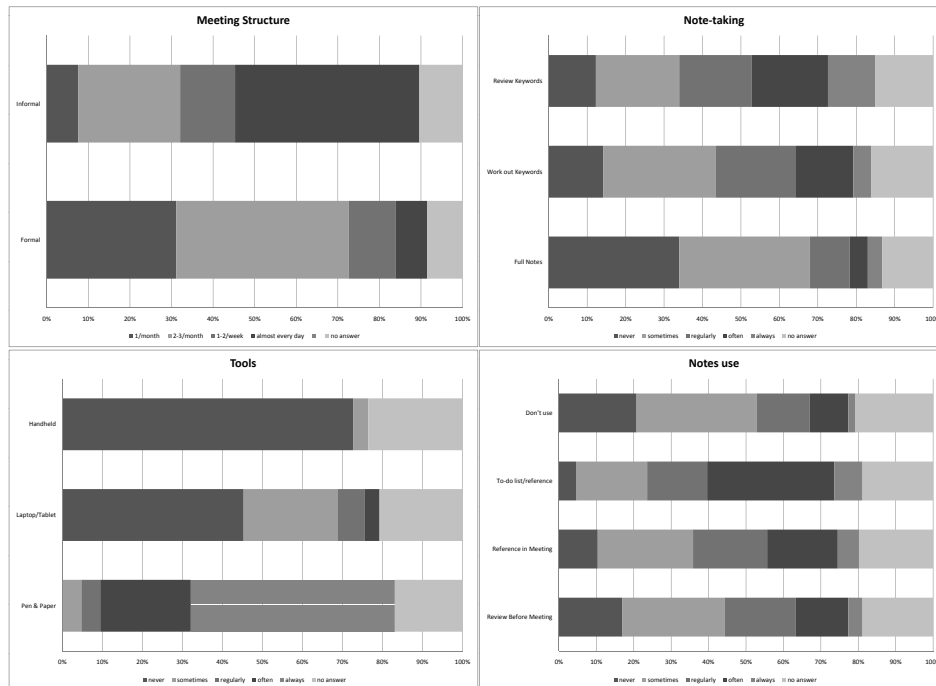 Meeting Structure
Informal
Formal
0% 10% 20% 30% 40% 50% 60% 70% 80% 90% 100%
1/month 2-3/month 1-2/week almost every day no answer
Note-taking
Review Keywords
Work out Keywords
Full Notes
0% 10% 20% 30% 40% 50% 60% 70% 80% 90% 100%
never sometimes regularly often always no answer
Tools
Handheld
Laptop/Tablet
Pen & Paper
0% 10% 20% 30% 40% 50% 60% 70% 80% 90% 100%
never sometimes regularly often always no answer
Notes use
Don't use
To-do list/reference
Reference in Meeting
Review Before Meeting
0% 10% 20% 30% 40% 50% 60% 70% 80% 90% 100%
never sometimes regularly often always no answer